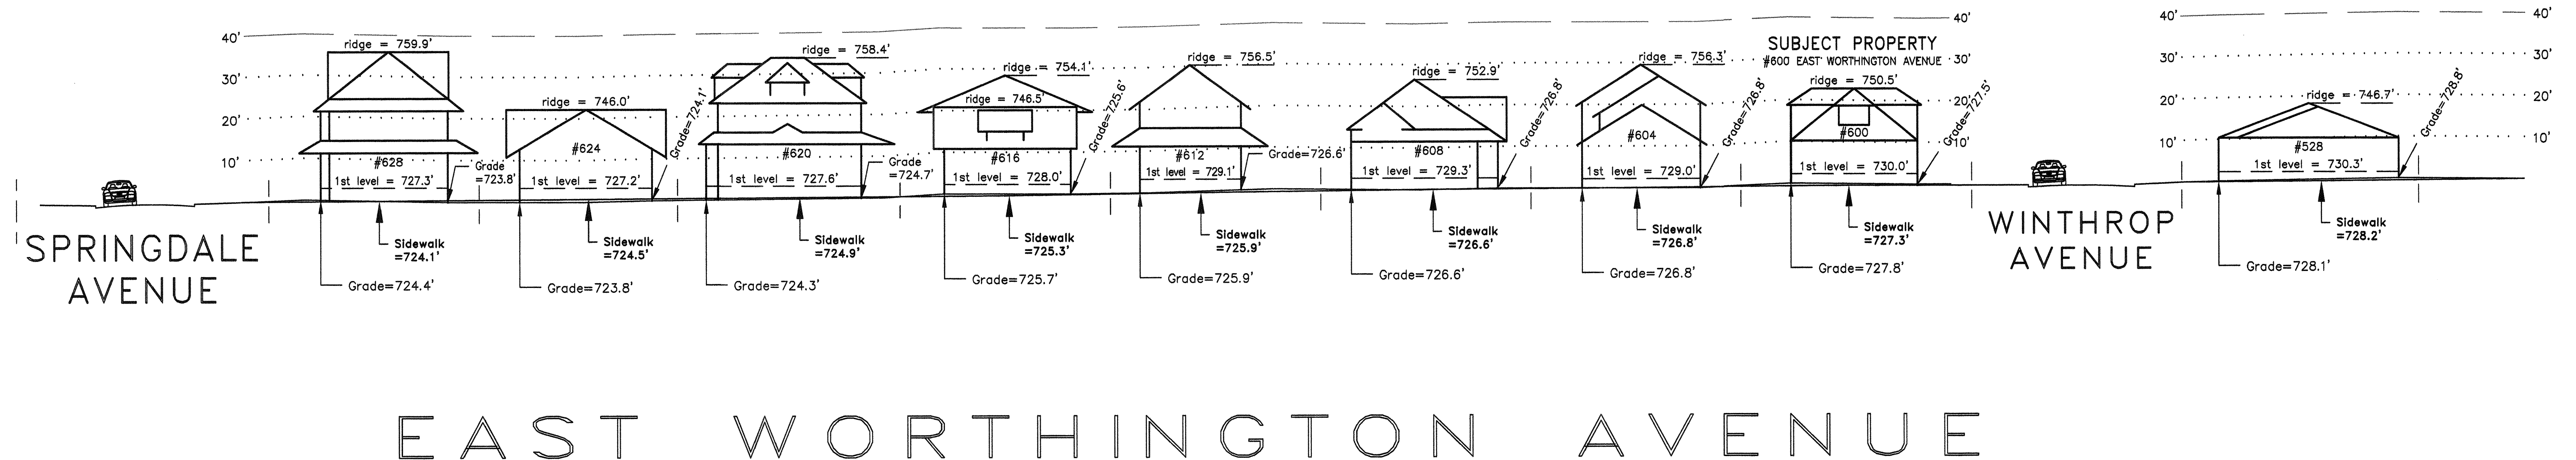 40'
30'
20'
10'
ridge = 759.9'
#628
1st level = 727.3'
Grade
=723.8'
Sidewalk
=724.1'
Grade=724.4'
ridge = 746.0'
#624
1st level = 727.2'
Grade=724.1'
Sidewalk
=724.5'
Grade=723.8'
ridge = 758.4'
#620
1st level = 727.6'
Grade
=724.7'
Sidewalk
=724.9'
Grade=724.3'
ridge = 754.1'
ridge = 746.5'
#616
1st level = 728.0'
Grade=725.6'
Sidewalk
=725.3'
Grade=725.7'
ridge = 756.5'
#612
1st level = 729.1'
Grade=726.6'
Sidewalk
=725.9'
Grade=725.9'
ridge = 752.9'
#608
1st level = 729.3'
Grade=726.8'
Sidewalk
=726.6'
Grade=726.6'
ridge = 756.3'
#604
1st level = 729.0'
Grade=726.8'
Sidewalk
=726.8'
Grade=726.8'
SUBJECT PROPERTY
#600 EAST WORTHINGTON AVENUE
ridge = 750.5'
#600
1st level = 730.0'
Grade=727.5'
Sidewalk
=727.3'
Grade=727.8'
40'
30'
20'
10'
40'
30'
20'
10'
ridge = 746.7'
#528
1st level = 730.3'
Grade=728.8'
Sidewalk
=728.2'
Grade=728.1'
40'
30'
20'
10'
SPRINGDALE
AVENUE
WINTHROP
AVENUE
EAST WORTHINGTON AVENUE